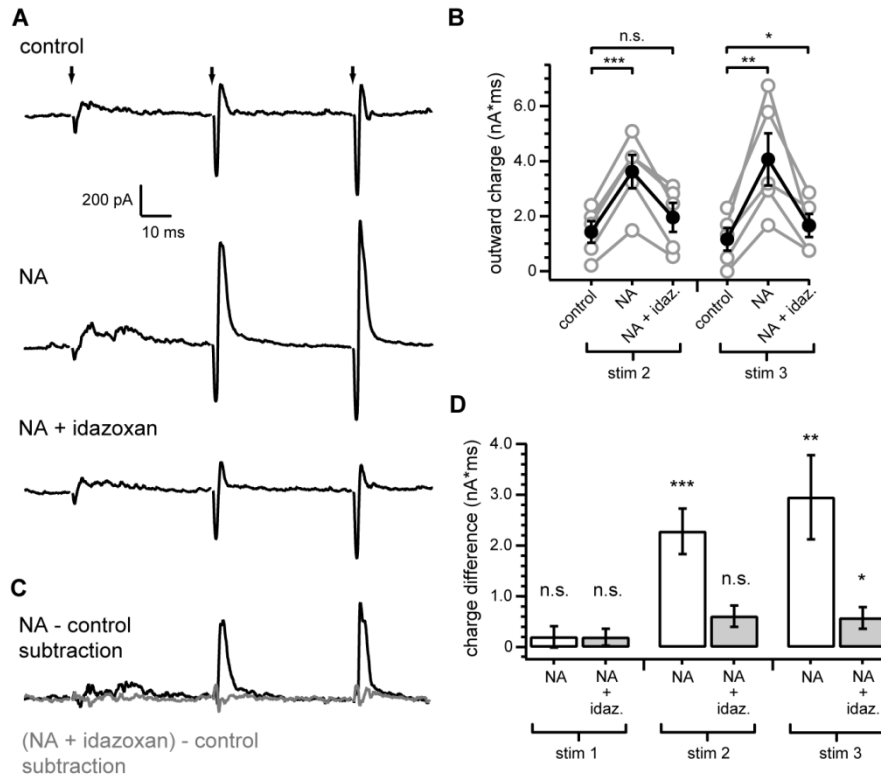 A
control
200 pA
10 ms
NA
NA + idazoxan
C
NA - control
subtraction
(NA + idazoxan) - control
subtraction
B
n.s.
*
***
**
outward charge (nA*ms)
6.0
4.0
2.0
0
control
NA
NA + idaz.
control
NA
NA + idaz.
stim 2
stim 3
D
charge difference (nA*ms)
4.0
3.0
2.0
1.0
0
n.s.
n.s.
***
n.s.
**
*
NA
NA
+
idaz.
NA
NA
+
idaz.
NA
NA
+
idaz.
stim 1
stim 2
stim 3